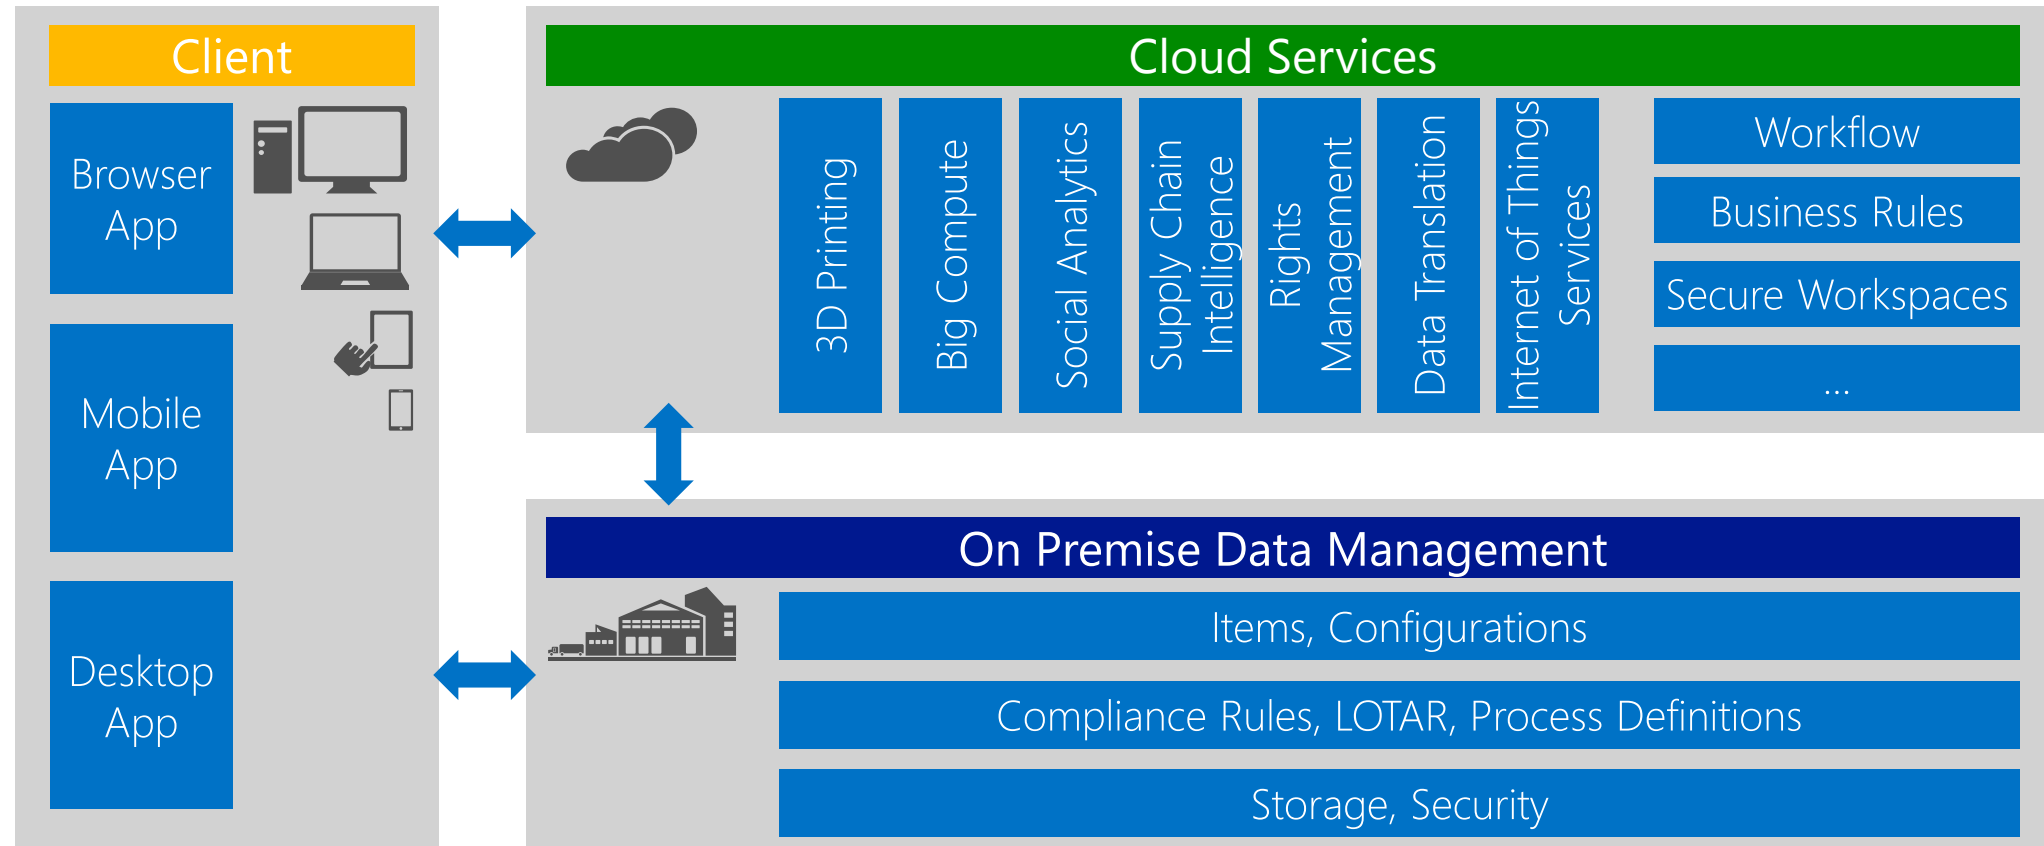 Client
Browser
App
Mobile
App
Desktop
App
Cloud Services
3D Printing
Big Compute
Social Analytics
Supply Chain
Intelligence
Rights
Management
Data Translation
Internet of Things
Services
Workflow
Business Rules
Secure Workspaces
...
On Premise Data Management
Items, Configurations
Compliance Rules, LOTAR, Process Definitions
Storage, Security